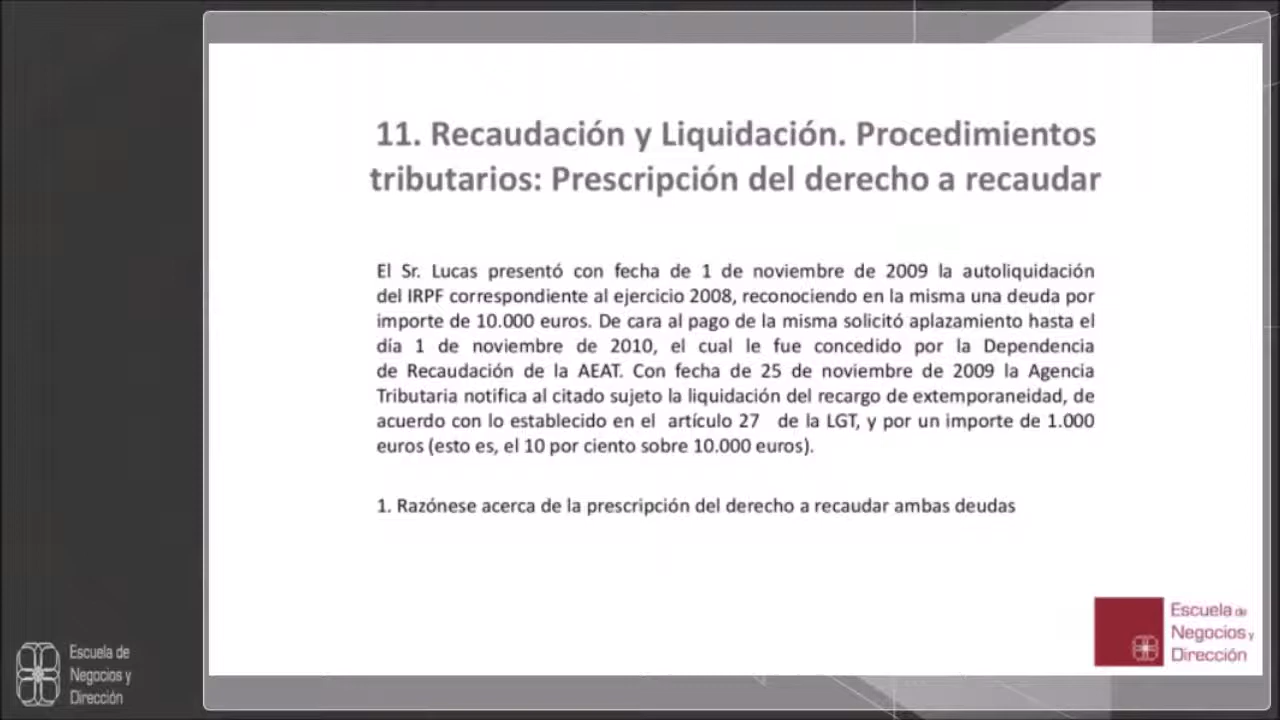 11. Recaudación y Liquidación. Procedimientos
tributarios: Prescripción del derecho a recaudar
El Sr. Lucas presentó con fecha de 1 de noviembre de 2009 la autoliquidación
del IRPF correspondiente al ejercicio 2008, reconociendo en la misma una deuda por
importe de 10.000 euros. De cara al pago de la misma solicitó aplazamiento hasta el
día 1 de noviembre de 2010, el cual le fue concedido por la Dependencia
de Recaudación de la AEAT. Con fecha de 25 de noviembre de 2009 la Agencia
Tributaria notifica al citado sujeto la liquidación del recargo de extemporaneidad, de
acuerdo con lo establecido en el artículo 27 de la LGT, y por un importe de 1.000
euros (esto es, el 10 por ciento sobre 10.000 euros).
1. Razónese acerca de la prescripción del derecho a recaudar ambas deudas
Escuela de
Negocios y
Dirección
Escuela de
Negocios y
Dirección